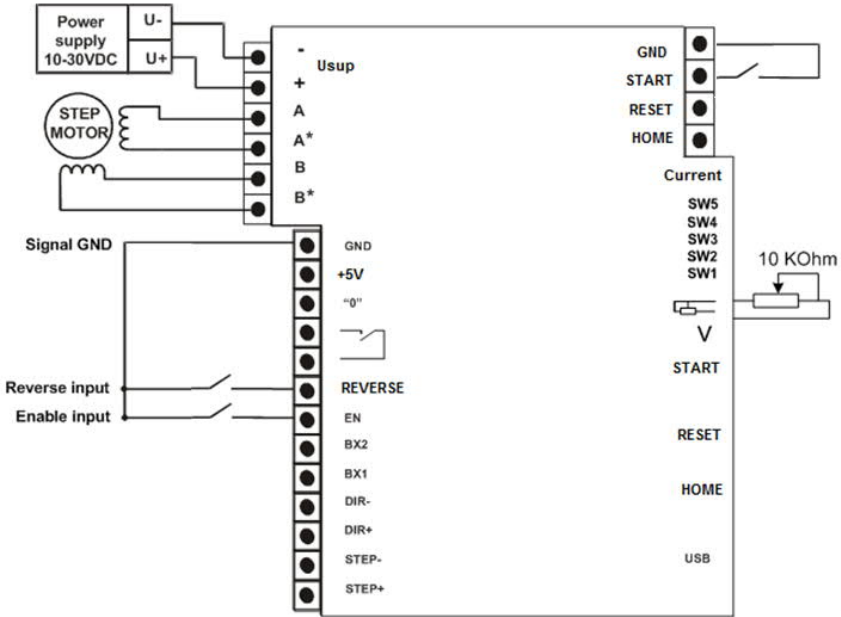 Power
supply
10-30VDC
U-
U+
-
+
Usup
A
A*
B
B*
STEP
MOTOR
GND
START
RESET
HOME
Current
SW5
SW4
SW3
SW2
SW1
10 KOhm
V
START
RESET
HOME
USB
Signal GND
Reverse input
Enable input
GND
+5V
“0”
REVERSE
EN
BX2
BX1
DIR-
DIR+
STEP-
STEP+